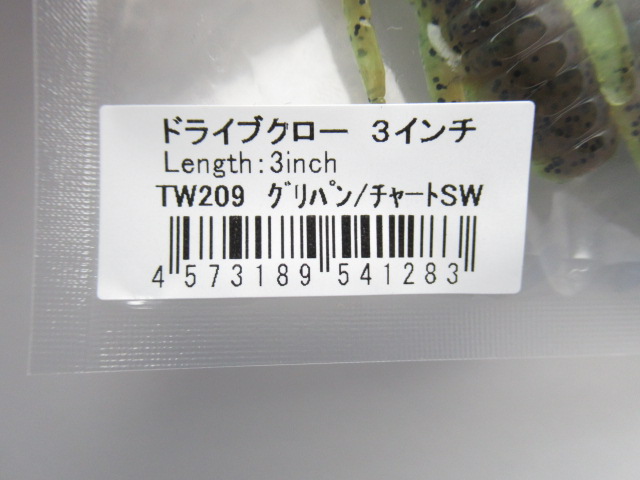 ドライブクロー 3インチ
Length:3inch
TW209 ｸﾞﾘﾊﾟﾝ/ﾁｬｰﾄSW
4 573189 541283